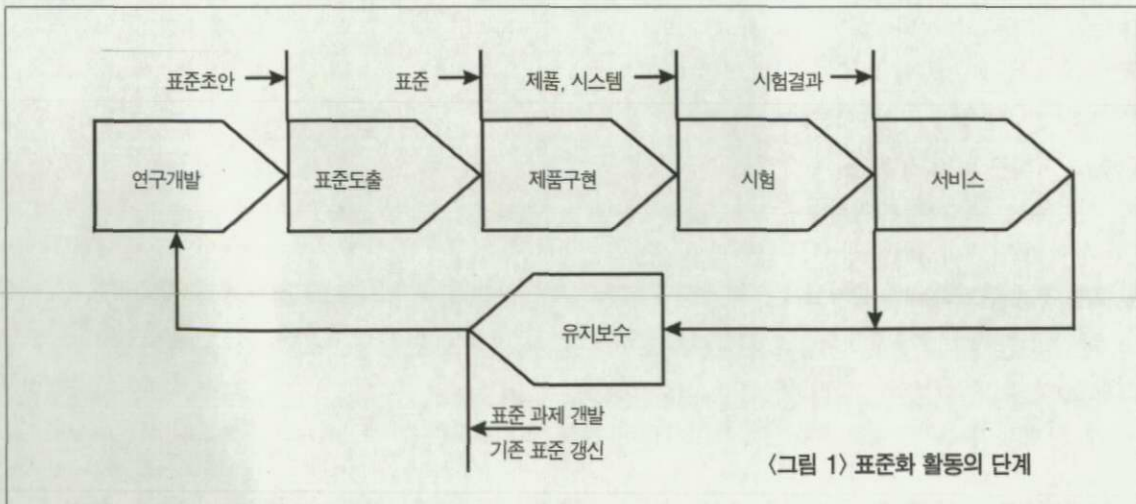 표준초안
표준
제품, 시스템
시험결과
연구개발
표준도출
제품구현
시험
서비스
유지보수
표준 과제 갠발
기존 표준 갱신
〈그림 1〉 표준화 활동의 단계